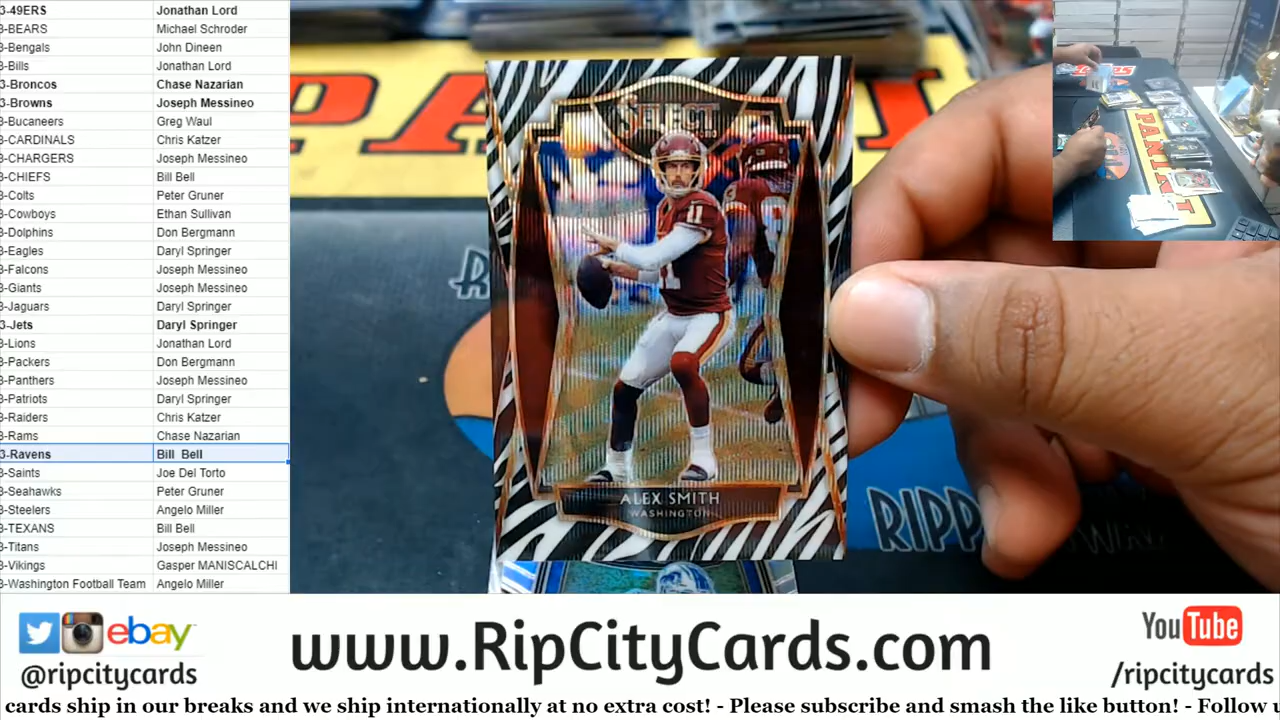 3-49ERS Jonathan Lord
3-BEARS Michael Schroder
3-Bengals John Dineen
3-Bills Jonathan Lord
3-Broncos Chase Nazarian
3-Browns Joseph Messineo
3-Bucaneers Greg Waul
3-CARDINALS Chris Katzer
3-CHARGERS Joseph Messineo
3-CHIEFS Bill Bell
3-Colts Peter Gruner
3-Cowboys Ethan Sullivan
3-Dolphins Don Bergmann
3-Eagles Daryl Springer
3-Falcons Joseph Messineo
3-Giants Joseph Messineo
3-Jaguars Daryl Springer
3-Jets Daryl Springer
3-Lions Jonathan Lord
3-Packers Don Bergmann
3-Panthers Joseph Messineo
3-Patriots Daryl Springer
3-Raiders Chris Katzer
3-Rams Chase Nazarian
3-Ravens Bill Bell
3-Saints Joe Del Torto
3-Seahawks Peter Gruner
3-Steelers Angelo Miller
3-TEXANS Bill Bell
3-Titans Joseph Messineo
3-Vikings Gasper MANISCALCHI
3-Washington Football Team Angelo Miller
SELECT
11
11
ALEX SMITH
WASHINGTON
RIPP
PANINI
ebay
@ripcitycards
www.RipCityCards.com
YouTube
/ripcitycards
cards ship in our breaks and we ship internationally at no extra cost! - Please subscribe and smash the like button! - Follow